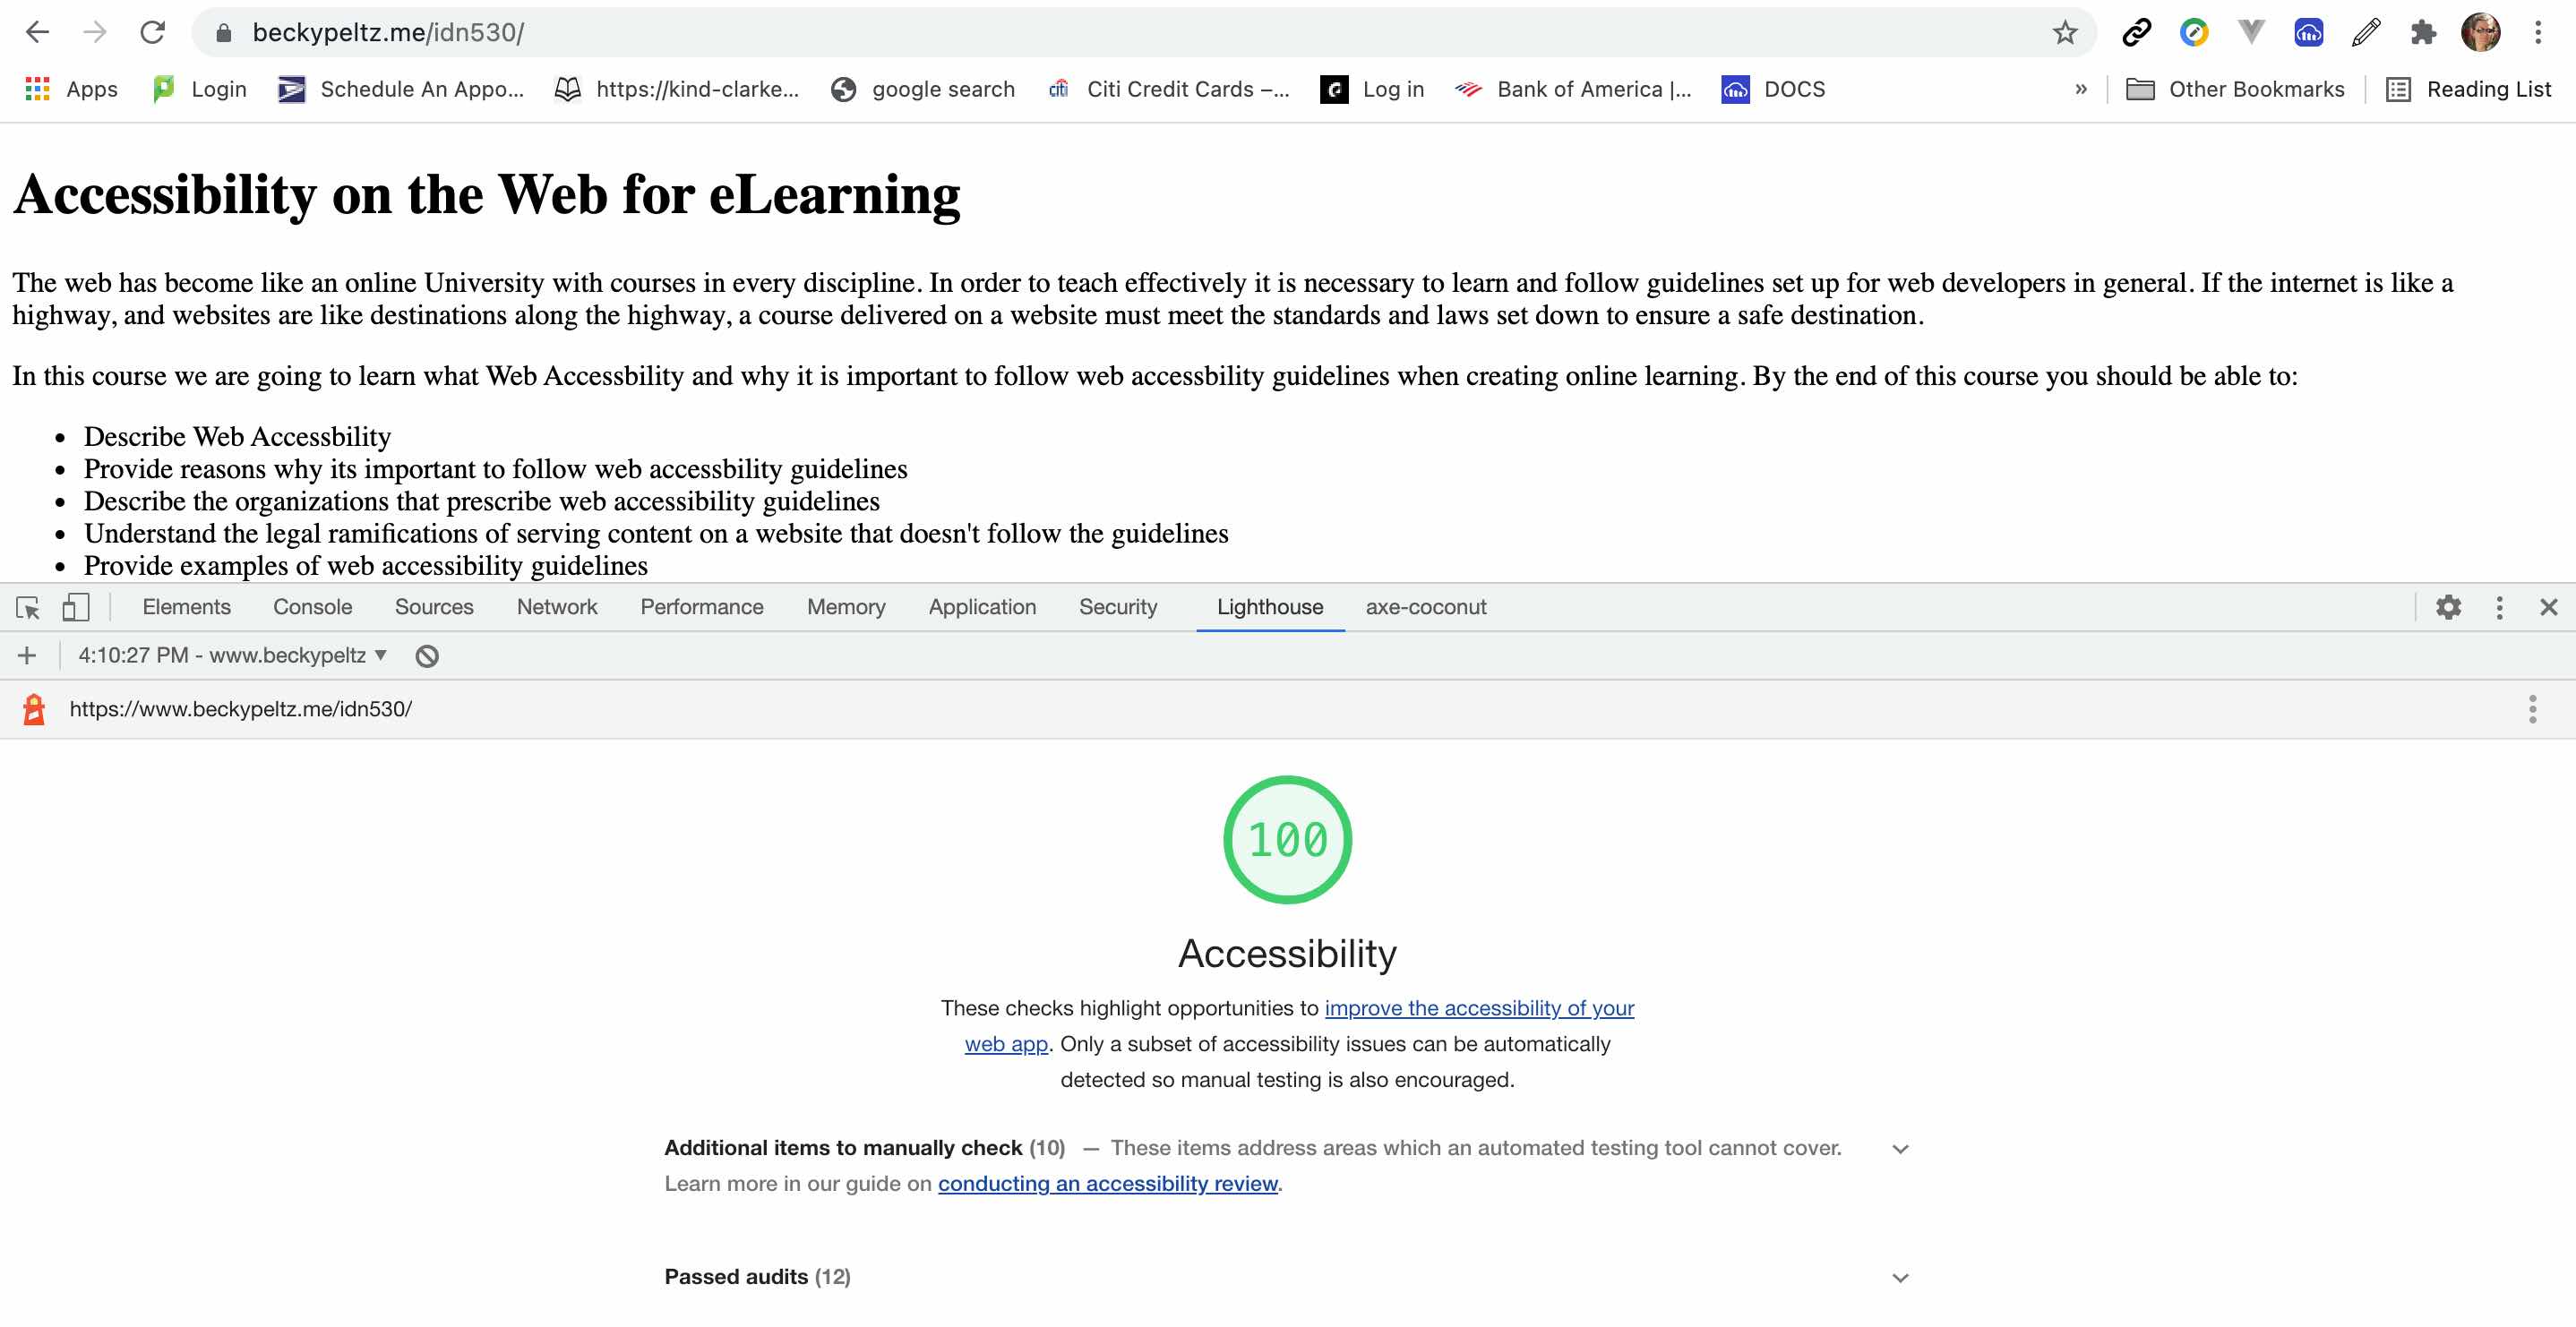 beckypeltz.me/idn530/
Apps Login Schedule An Appo... https://kind-clarke... google search citi Citi Credit Cards –... Log in Bank of America |... DOCS » Other Bookmarks Reading List
Accessibility on the Web for eLearning
The web has become like an online University with courses in every discipline. In order to teach effectively it is necessary to learn and follow guidelines set up for web developers in general. If the internet is like a
highway, and websites are like destinations along the highway, a course delivered on a website must meet the standards and laws set down to ensure a safe destination.
In this course we are going to learn what Web Accessbility and why it is important to follow web accessbility guidelines when creating online learning. By the end of this course you should be able to:
• Describe Web Accessbility
• Provide reasons why its important to follow web accessbility guidelines
• Describe the organizations that prescribe web accessibility guidelines
• Understand the legal ramifications of serving content on a website that doesn't follow the guidelines
• Provide examples of web accessibility guidelines
Elements Console Sources Network Performance Memory Application Security Lighthouse axe-coconut
4:10:27 PM - www.beckypeltz ▼
https://www.beckypeltz.me/idn530/
100
Accessibility
These checks highlight opportunities to improve the accessibility of your
web app. Only a subset of accessibility issues can be automatically
detected so manual testing is also encouraged.
Additional items to manually check (10) — These items address areas which an automated testing tool cannot cover.
Learn more in our guide on conducting an accessibility review.
Passed audits (12)